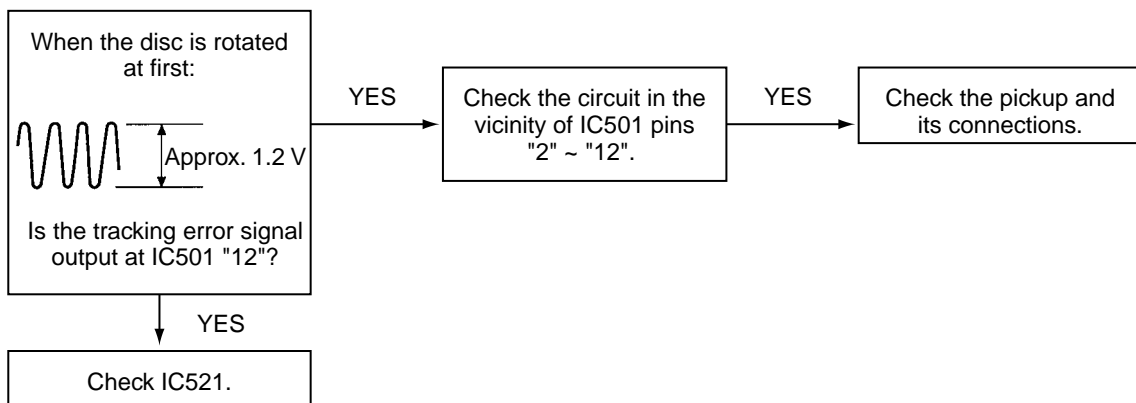 When the disc is rotated
at first:
Approx. 1.2 V
Is the tracking error signal
output at IC501 "12"?
YES
Check the circuit in the
vicinity of IC501 pins
"2" ~ "12".
YES
Check the pickup and
its connections.
YES
Check IC521.